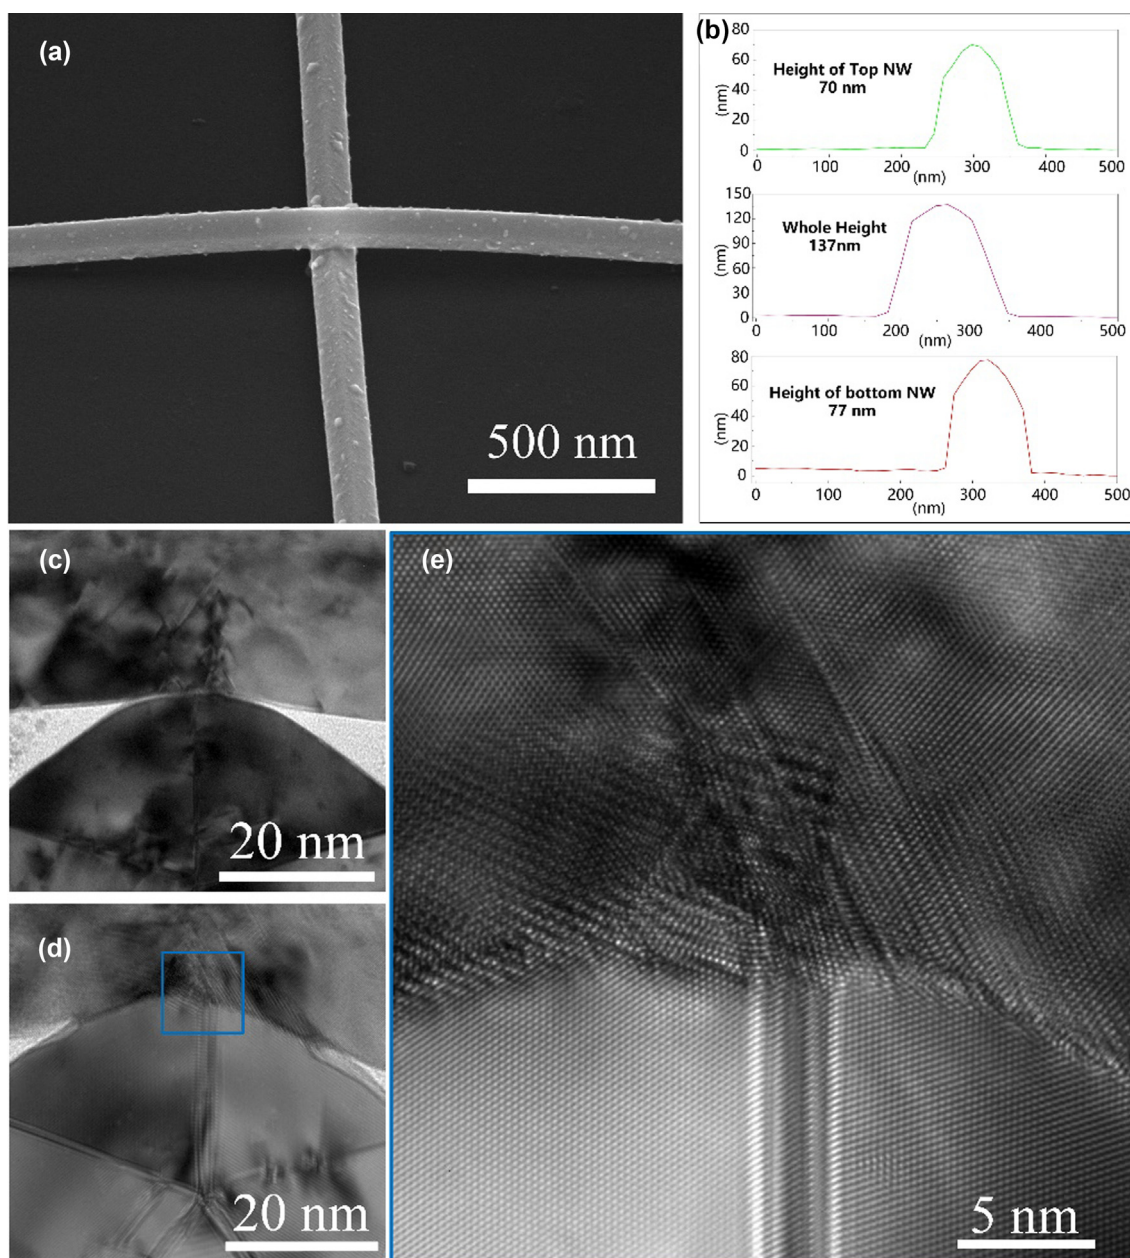 (a)
500 nm
(b)
80
60
40
20
0
(nm)
Height of Top NW
70 nm
0 100 200 300 400 500
(nm)
150
120
90
60
30
0
(nm)
Whole Height
137nm
0 100 200 300 400 500
(nm)
80
60
40
20
0
(nm)
Height of bottom NW
77 nm
0 100 200 300 400 500
(nm)
(c)
20 nm
(d)
20 nm
(e)
5 nm